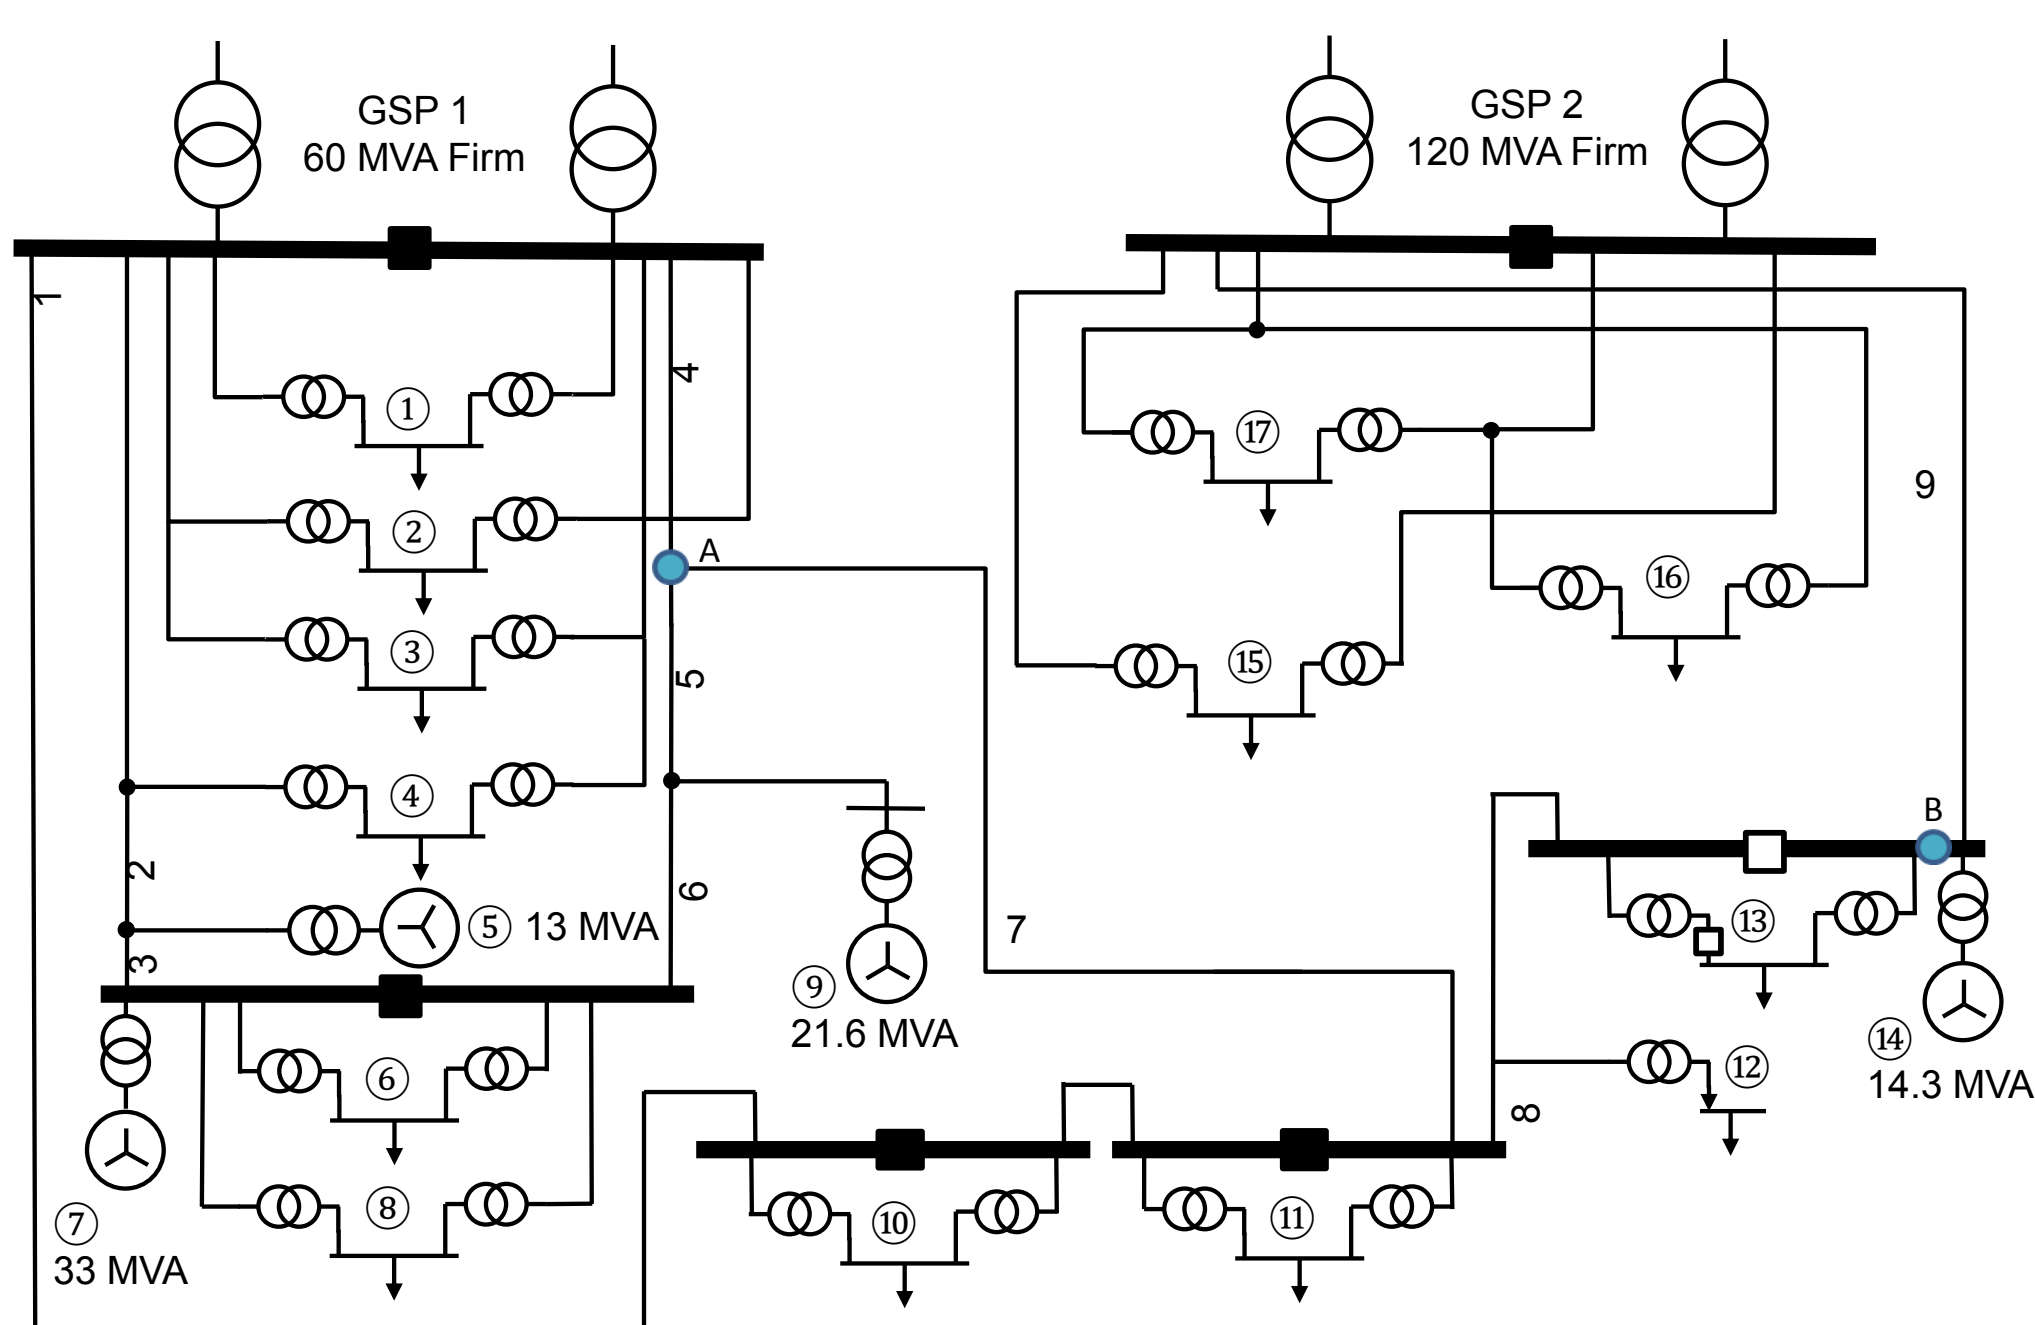 GSP 1
60 MVA Firm
GSP 2
120 MVA Firm
1
4
①
⑰
9
②
A
⑯
③
⑮
5
④
B
2
6
⑤ 13 MVA
7
⑬
3
⑨
21.6 MVA
⑭
14.3 MVA
⑥
⑫
8
⑦
33 MVA
⑧
⑩
⑪